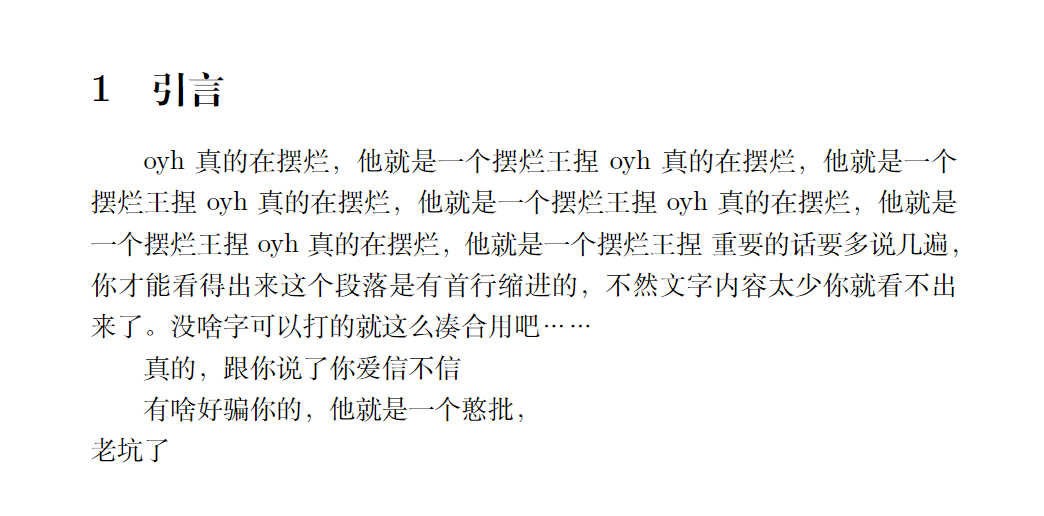 1 引言
oyh 真的在摆烂，他就是一个摆烂王捏 oyh 真的在摆烂，他就是一个
摆烂王捏 oyh 真的在摆烂，他就是一个摆烂王捏 oyh 真的在摆烂，他就是
一个摆烂王捏 oyh 真的在摆烂，他就是一个摆烂王捏 重要的话要多说几遍，
你才能看得出来这个段落是有首行缩进的，不然文字内容太少你就看不出
来了。没啥字可以打的就这么凑合用吧……
真的，跟你说了你爱信不信
有啥好骗你的，他就是一个憨批，
老坑了